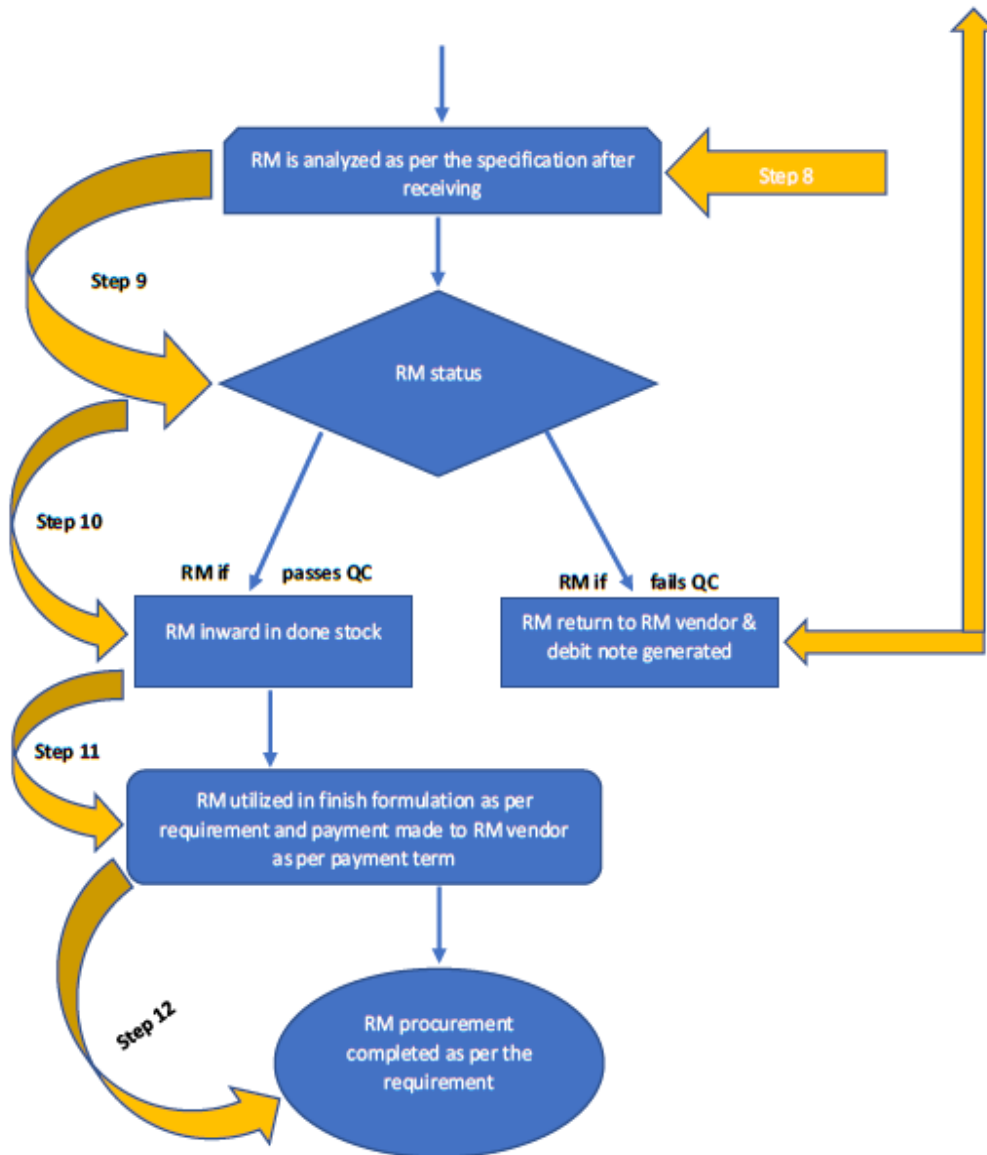 RM is analyzed as per the specification after
receiving
Step 8
Step 9
RM status
Step 10
RM if passes QC
RM if fails QC
RM inward in done stock
RM return to RM vendor &
debit note generated
Step 11
RM utilized in finish formulation as per
requirement and payment made to RM vendor
as per payment term
Step 12
RM procurement
completed as per the
requirement